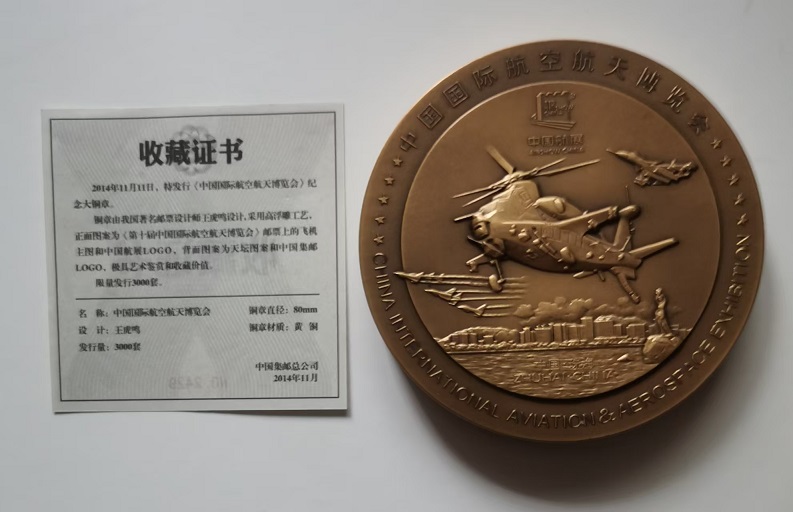 收藏证书
2014年11月11日，特发行《中国国际航空航天博览会》纪
念大铜章。
铜章由我国著名邮票设计师王虎鸣设计，采用高浮雕工艺，
正面图案为《第十届中国国际航空航天博览会》邮票上的飞机
主图和中国航展LOGO，背面图案为天坛图案和中国集邮
LOGO，极具艺术鉴赏和收藏价值。
限量发行3000套。
名 称：中国国际航空航天博览会 铜章直径：80mm
设 计：王虎鸣 铜章材质：黄 铜
发行量：3000套
中国集邮总公司
2014年11月
中国国际航空航天博览会
中国航展
CHINA INTERNATIONAL AVIATION & AEROSPACE EXHIBITION